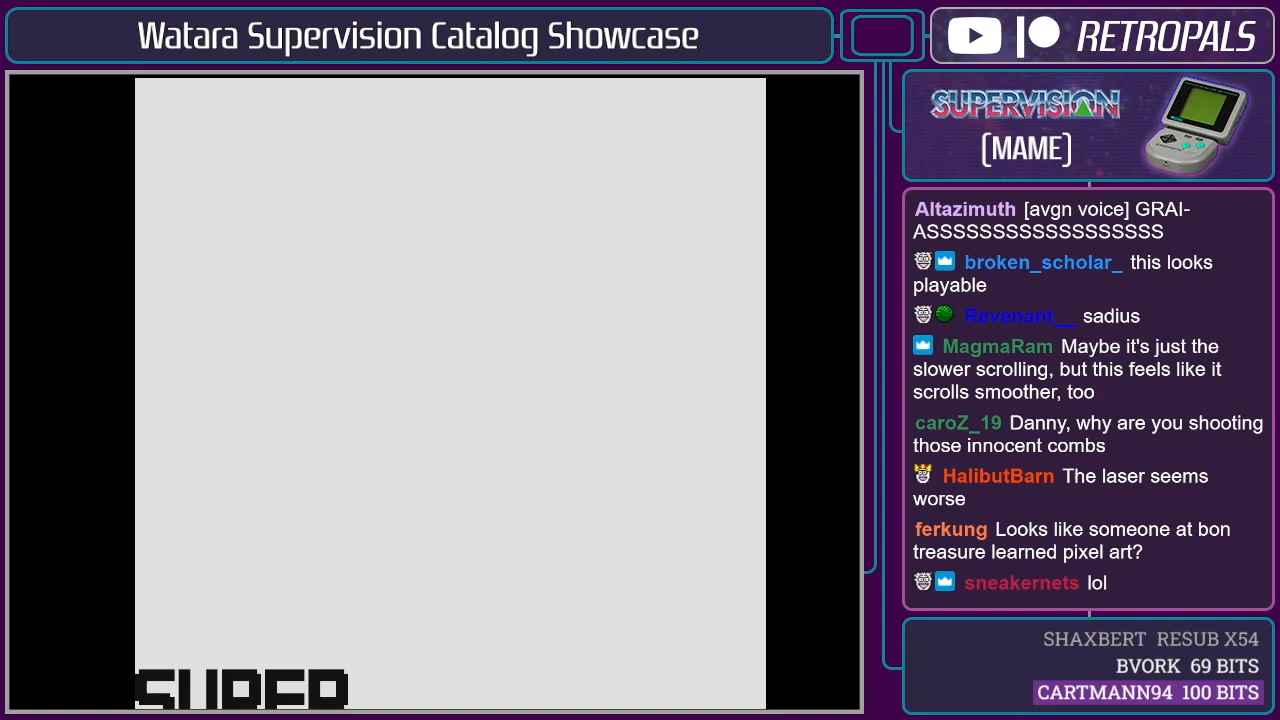 Watara Supervision Catalog Showcase
RETROPALS
SUPERVISION
[MAME]
Altazimuth [avgn voice] GRAI-
ASSSSSSSSSSSSSSSSSS
broken_scholar_ this looks
playable
Revenant__ sadius
MagmaRam Maybe it's just the
slower scrolling, but this feels like it
scrolls smoother, too
caroZ_19 Danny, why are you shooting
those innocent combs
HalibutBarn The laser seems
worse
ferkung Looks like someone at bon
treasure learned pixel art?
sneakernets lol
SUPER
SHAXBERT RESUB X54
BVORK 69 BITS
CARTMANN94 100 BITS